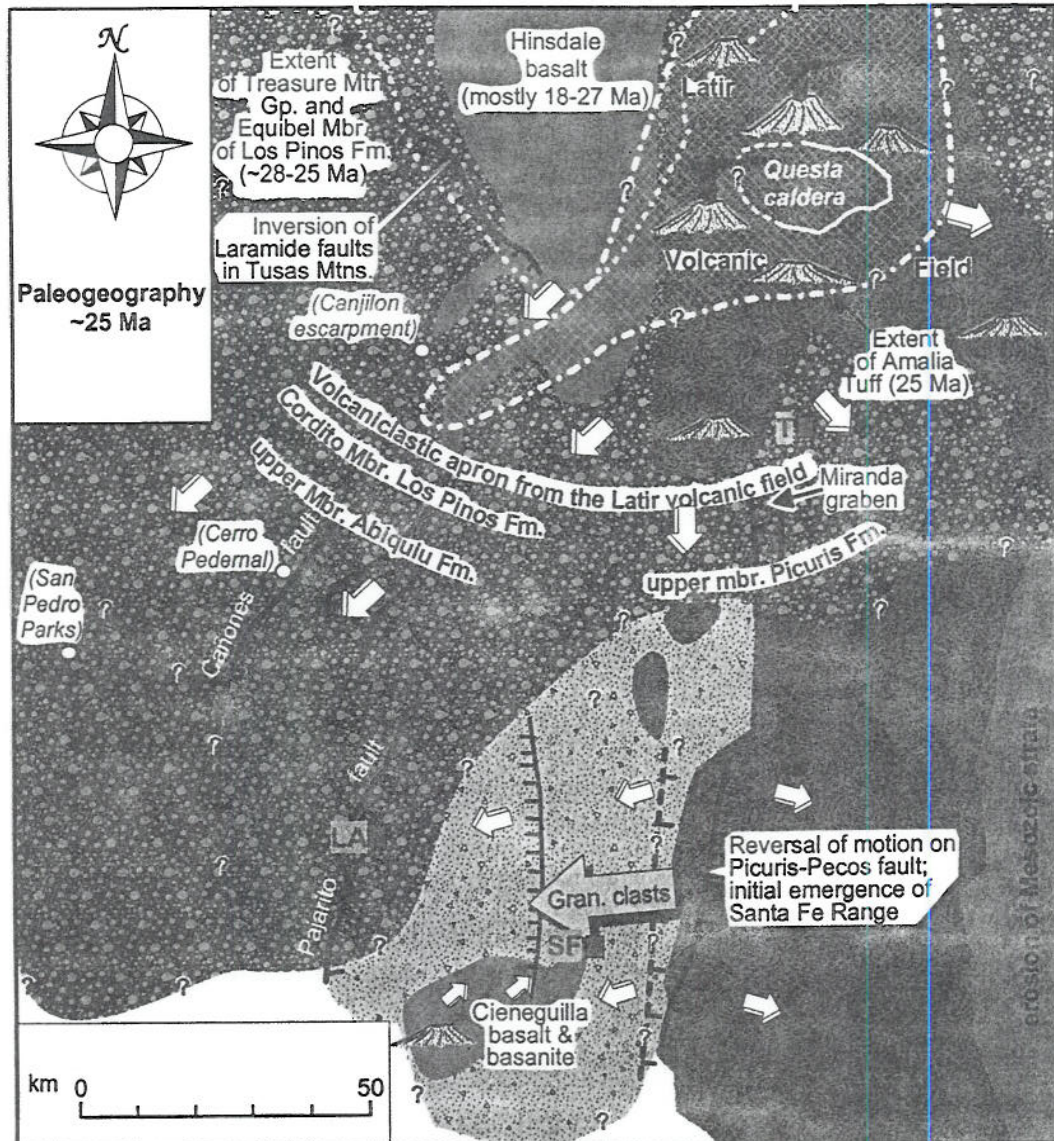 N
Paleogeography
~25 Ma
Extent
of Treasure Mtn
Gp. and
Equibel Mbr
of Los Pinos Fm.
(~28-25 Ma)
?
Inversion of
Laramide faults
in Tusas Mtns.
Hinsdale
basalt
(mostly 18-27 Ma)
Latir
Volcanic
Field
Questa
caldera
(Canjilon
escarpment)
Extent
of Amalia
Tuff (25 Ma)
T
Volcaniclastic apron from the Latir volcanic field
Cordito Mbr. Los Pinos Fm.
upper Mbr. Abiquiu Fm.
Miranda
graben
upper mbr. Picuris Fm.
(Cerro
Pedernal)
(San
Pedro
Parks)
Canones fault
Pajarito fault
LA
Gran. clasts
SF
Reversal of motion on
Picuris-Pecos fault;
initial emergence of
Santa Fe Range
Cieneguilla
basalt &
basanite
erosion of Mesozoic strata
km 0 50